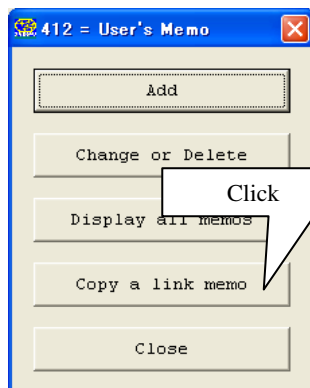 412 = User's Memo
Add
Change or Delete
Click
Display all memos
Copy a link memo
Close